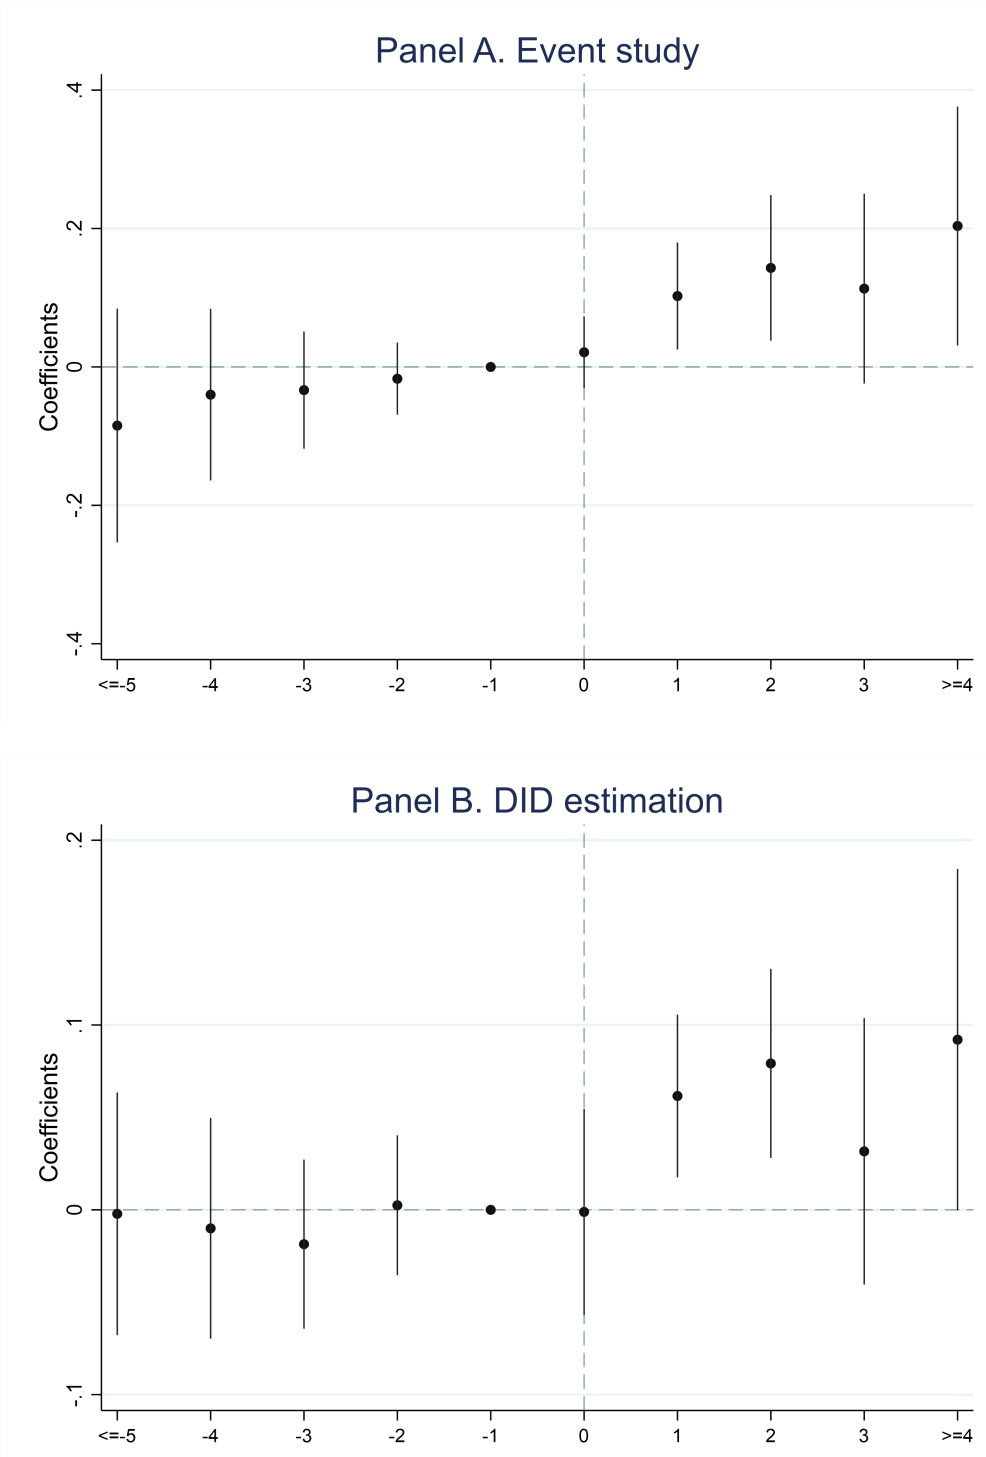 Panel A. Event study
.4
.2
0
-.2
-.4
Coefficients
<=-5 -4 -3 -2 -1 0 1 2 3 >=4
Panel B. DID estimation
.2
.1
0
-.1
Coefficients
<=-5 -4 -3 -2 -1 0 1 2 3 >=4